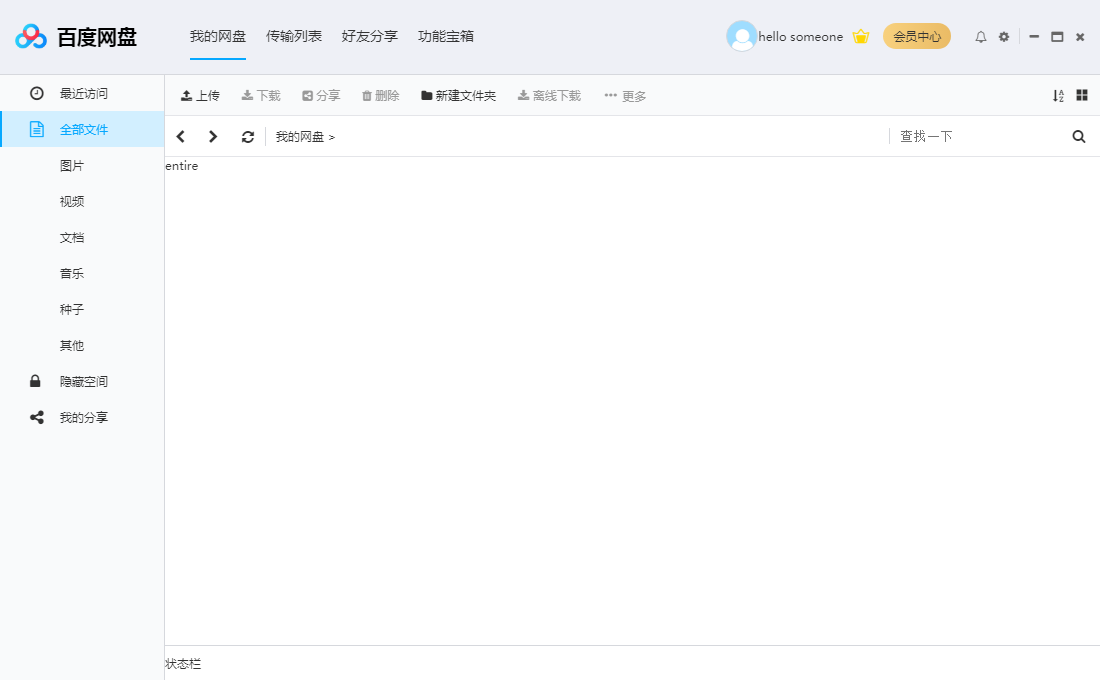 百度网盘 我的网盘 传输列表 好友分享 功能宝箱 hello someone 会员中心
最近访问
全部文件
图片
视频
文档
音乐
种子
其他
隐藏空间
我的分享
上传 下载 分享 删除 新建文件夹 离线下载 更多
我的网盘 > 查找一下
entire
状态栏